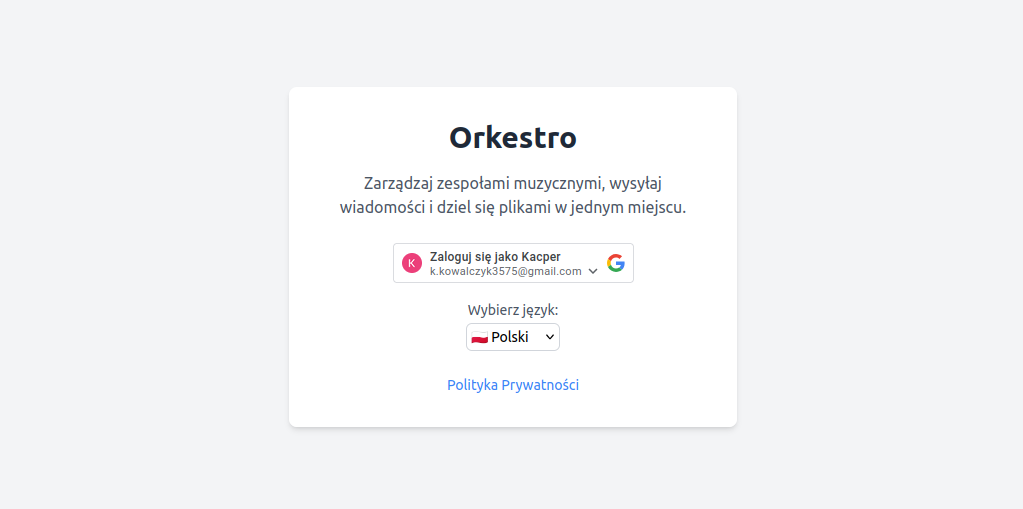 Orkestro
Zarządzaj zespołami muzycznymi, wysyłaj
wiadomości i dziel się plikami w jednym miejscu.
K
Zaloguj się jako Kacper
k.kowalczyk3575@gmail.com
Wybierz język:
Polski
Polityka Prywatności